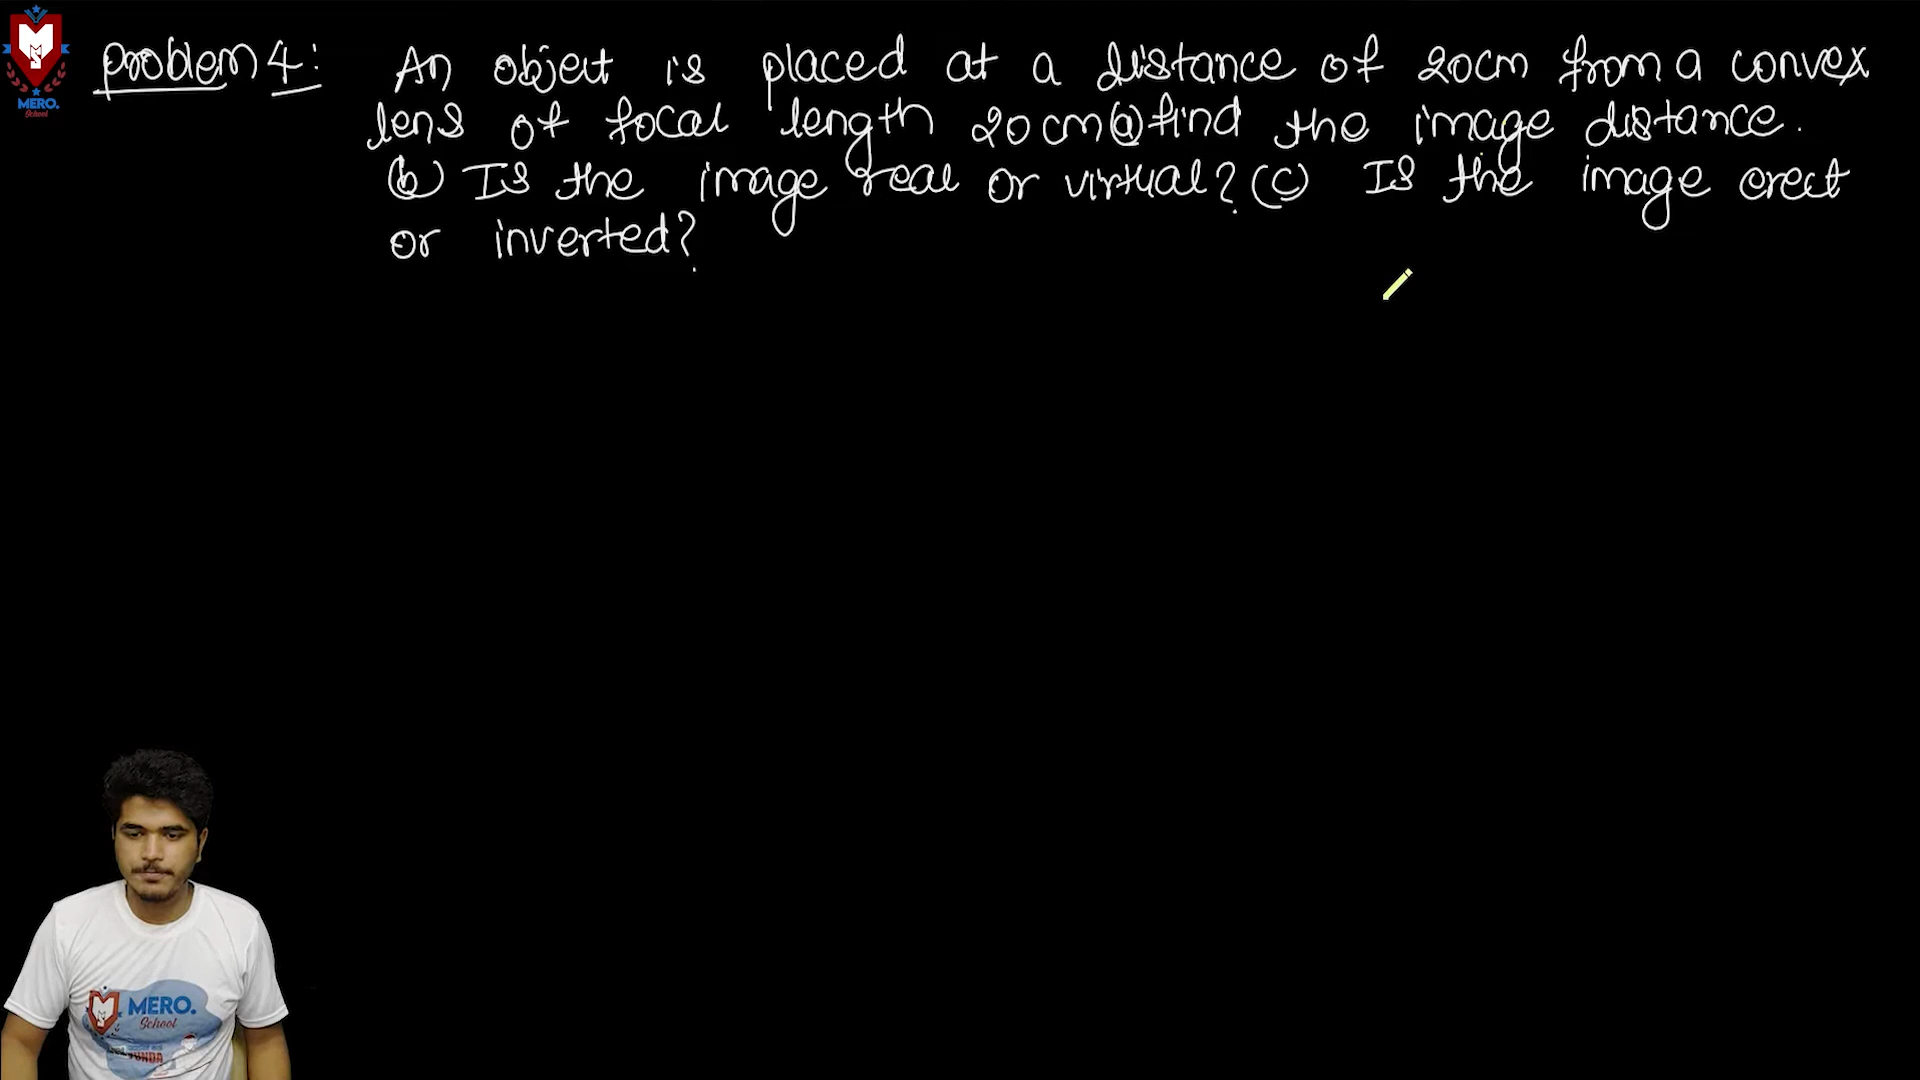 MERO.
School
problem 4: An object is placed at a distance of 20cm from a convex
lens of focal length 20cm (a) find the image distance.
(b) Is the image real or virtual? (c) Is the image erect
or inverted?
MERO.
School